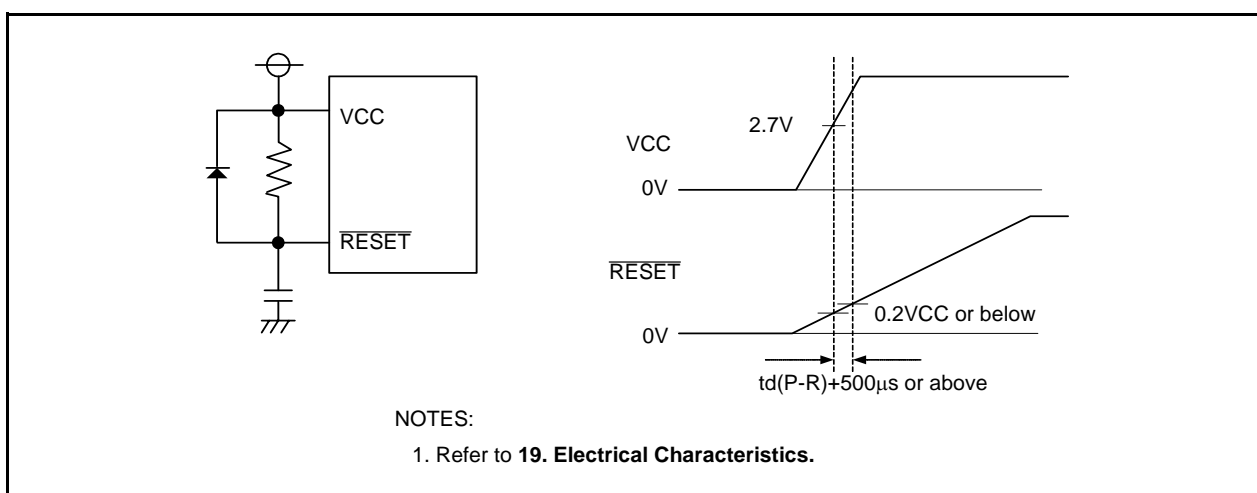 VCC
RESET
VCC
2.7V
0V
RESET
0.2VCC or below
0V
td(P-R)+500μs or above
NOTES:
1. Refer to 19. Electrical Characteristics.